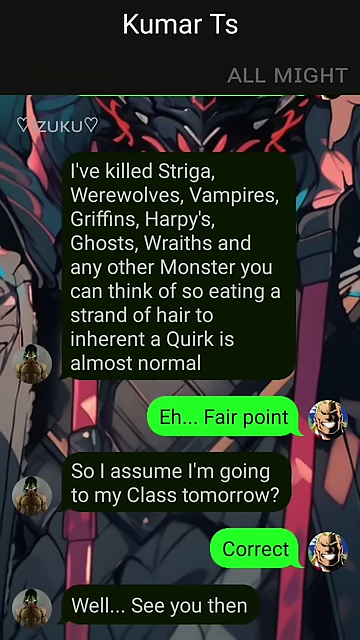 Kumar Ts
ALL MIGHT
♡ ZUKU♡
I've killed Striga,
Werewolves, Vampires,
Griffins, Harpy's,
Ghosts, Wraiths and
any other Monster you
can think of so eating a
strand of hair to
inherent a Quirk is
almost normal
Eh... Fair point
So I assume I'm going
to my Class tomorrow?
Correct
Well... See you then